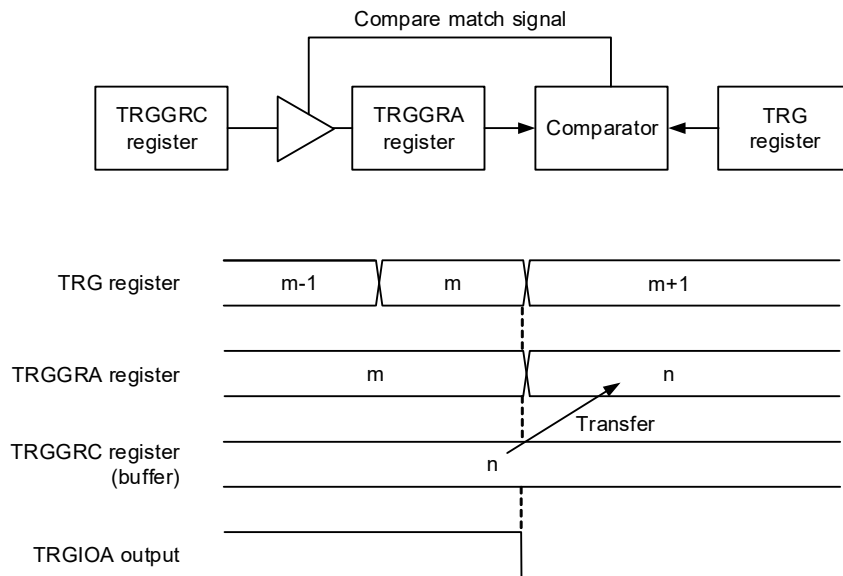 Compare match signal
TRGGRC
register
TRGGRA
register
Comparator
TRG
register
TRG register
m-1
m
m+1
TRGGRA register
m
n
Transfer
TRGGRC register
(buffer)
n
TRGIOA output